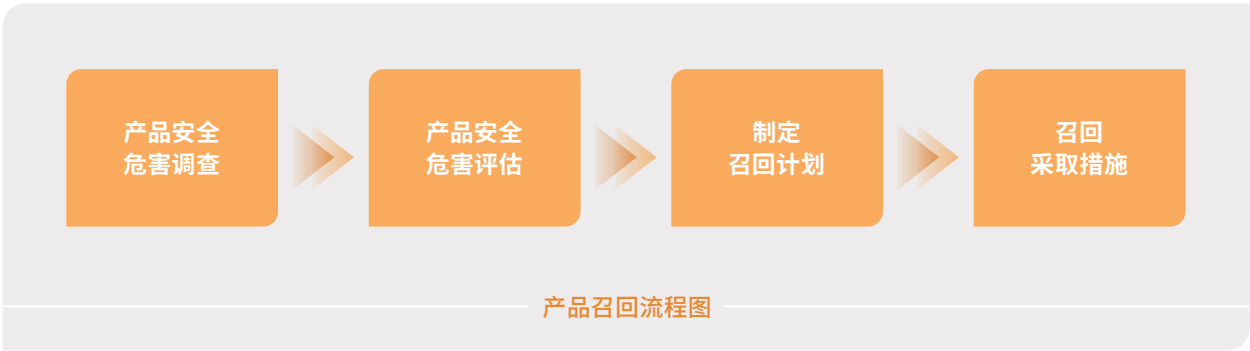 产品安全
危害调查
产品安全
危害评估
制定
召回计划
召回
采取措施
产品召回流程图